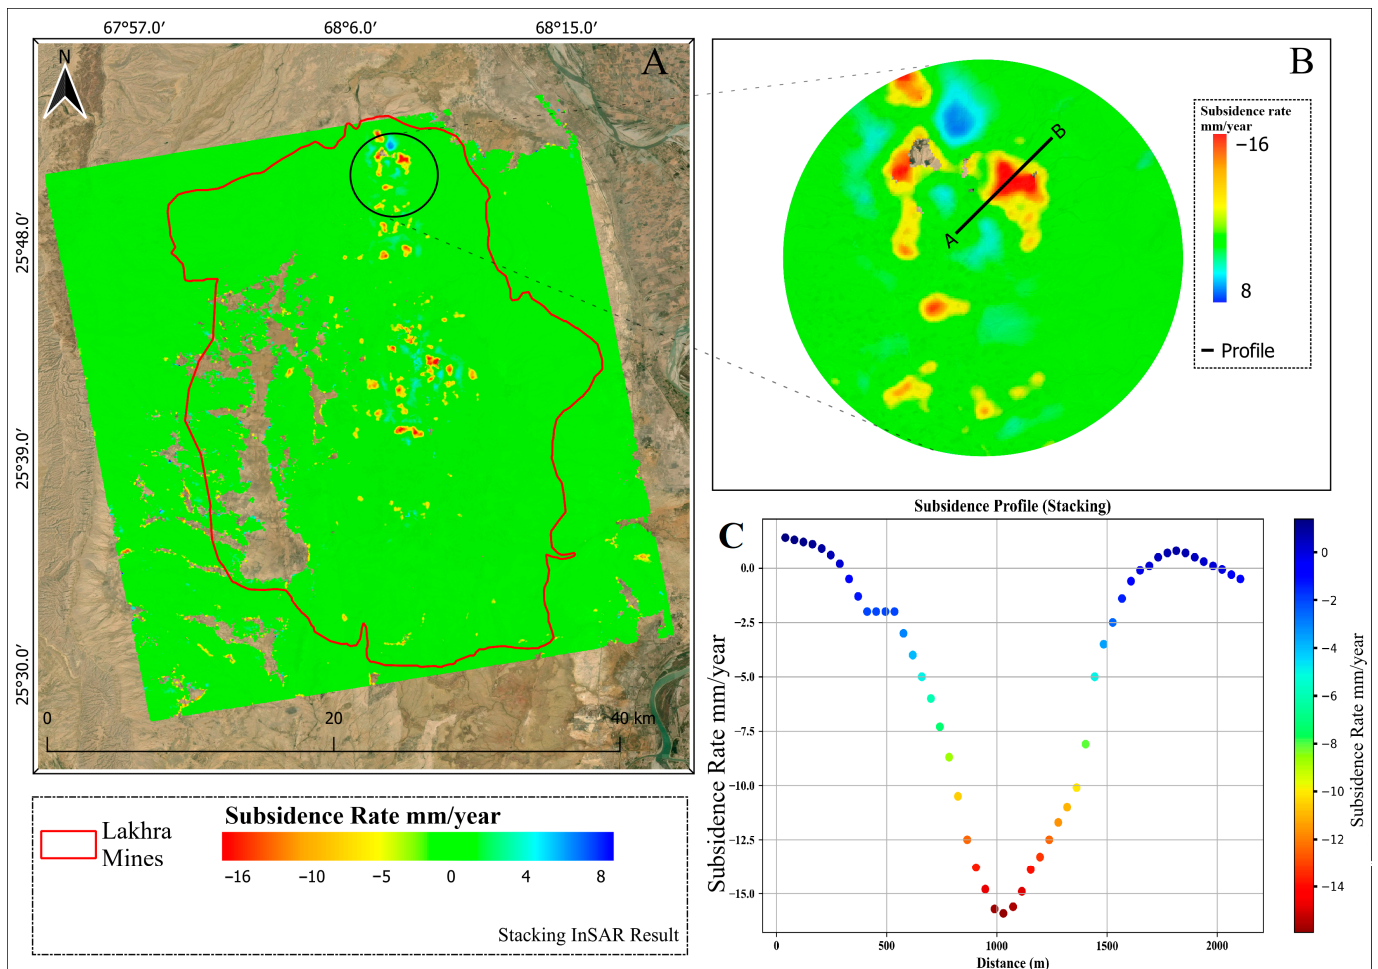 67°57.0′ 68°6.0′ 68°15.0′
N
A
25°48.0′
25°39.0′
25°30.0′
0 20 40 km
Lakhra
Mines
Subsidence Rate mm/year
−16 −10 −5 0 4 8
Stacking InSAR Result
B
A
B
Subsidence rate
mm/year
−16
8
Profile
Subsidence Profile (Stacking)
C
Subsidence Rate mm/year
0.0
−2.5
−5.0
−7.5
−10.0
−12.5
−15.0
0 500 1000 1500 2000
Distance (m)
0
−2
−4
−6
−8
−10
−12
−14
Subsidence Rate mm/year